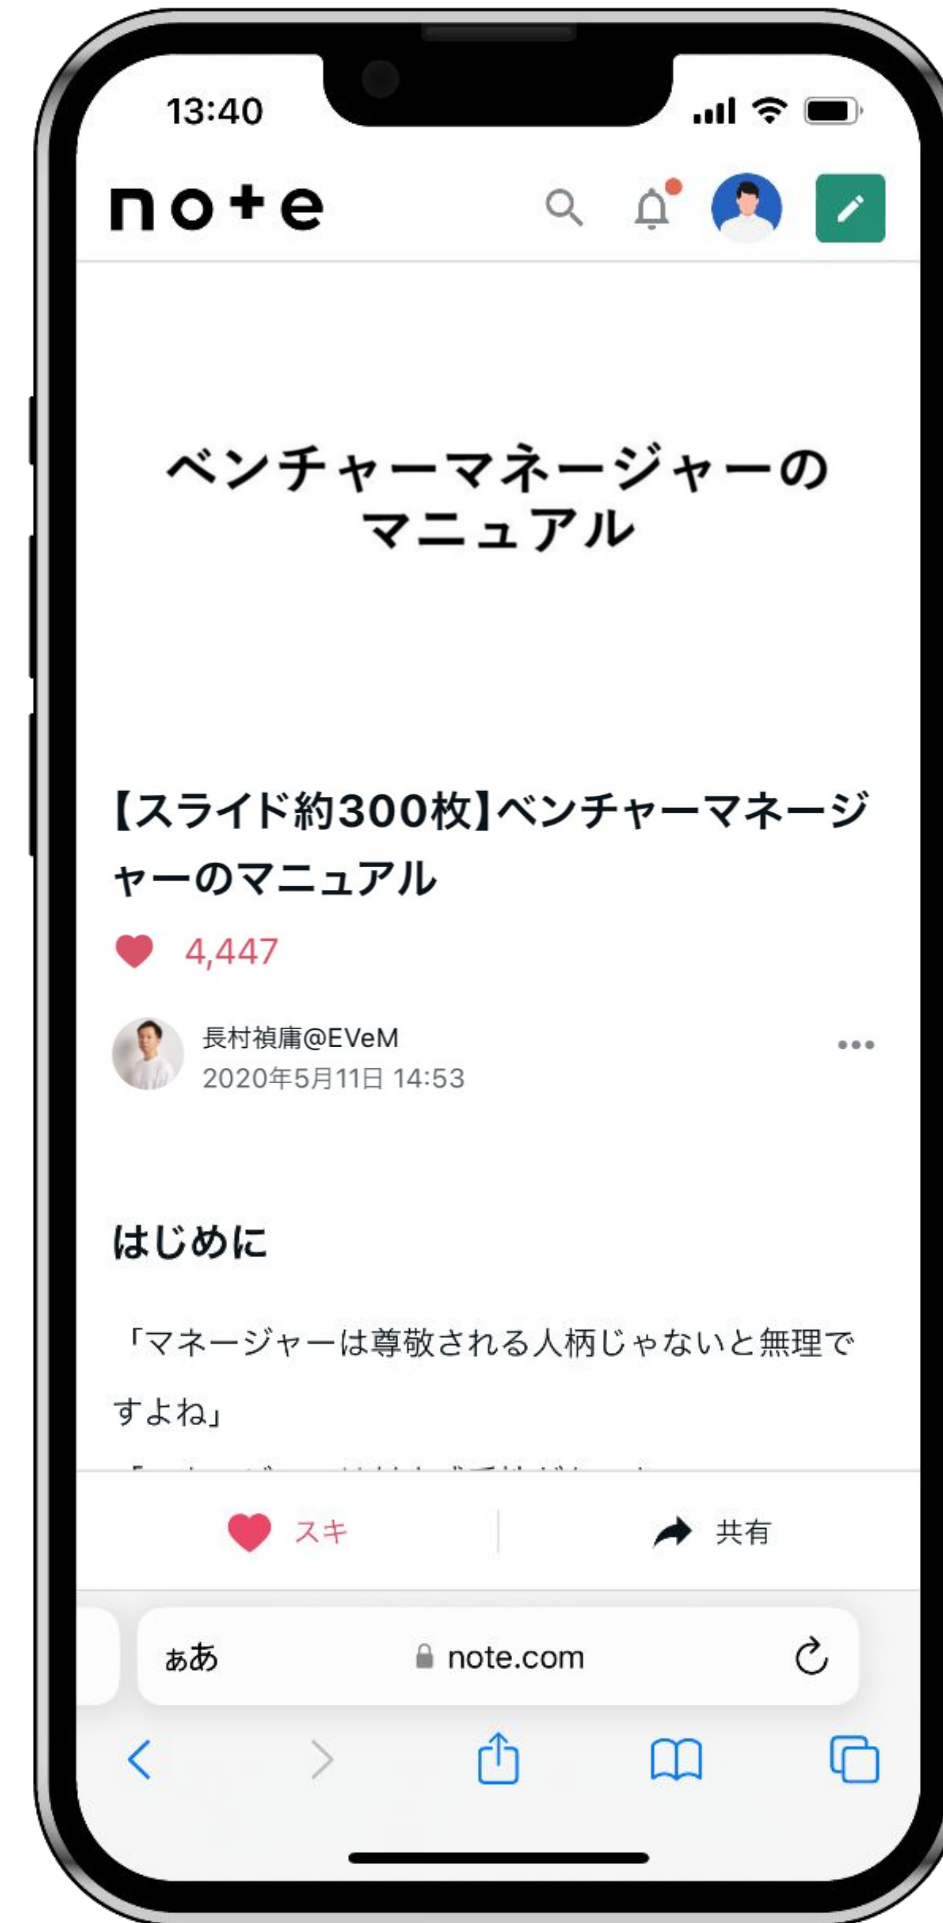 13:40
note
ベンチャーマネージャーの
マニュアル
【スライド約300枚】ベンチャーマネージ
ャーのマニュアル
4,447
長村禎庸@EVeM
2020年5月11日 14:53
はじめに
「マネージャーは尊敬される人柄じゃないと無理で
すよね」
スキ
共有
ぁあ
note.com